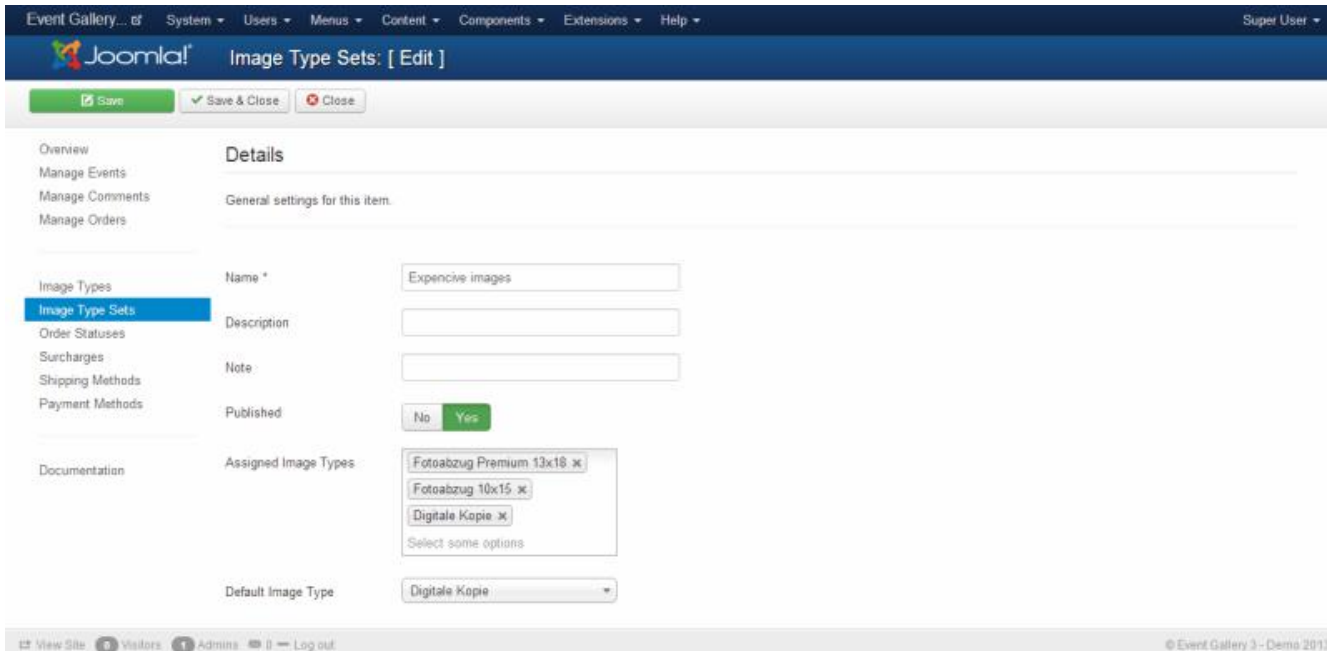 Event Gallery... System Users Menus Content Components Extensions Help Super User
Joomla! Image Type Sets: [ Edit ]
Save Save & Close Close
Overview
Manage Events
Manage Comments
Manage Orders
Image Types
Image Type Sets
Order Statuses
Surcharges
Shipping Methods
Payment Methods
Documentation
Details
General settings for this item.
Name * Expencive images
Description
Note
Published No Yes
Assigned Image Types Fotoabzug Premium 13x18
Fotoabzug 10x15
Digitale Kopie
Select some options
Default Image Type Digitale Kopie
View Site 0 Visitors 1 Admins 0 Log out © Event Gallery 3 - Demo 2013